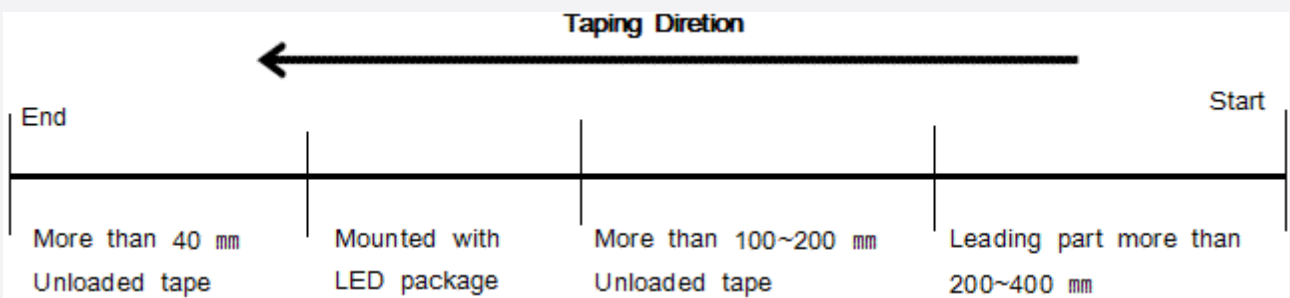 Taping Diretion
End
Start
More than 40 mm
Unloaded tape
Mounted with
LED package
More than 100~200 mm
Unloaded tape
Leading part more than
200~400 mm